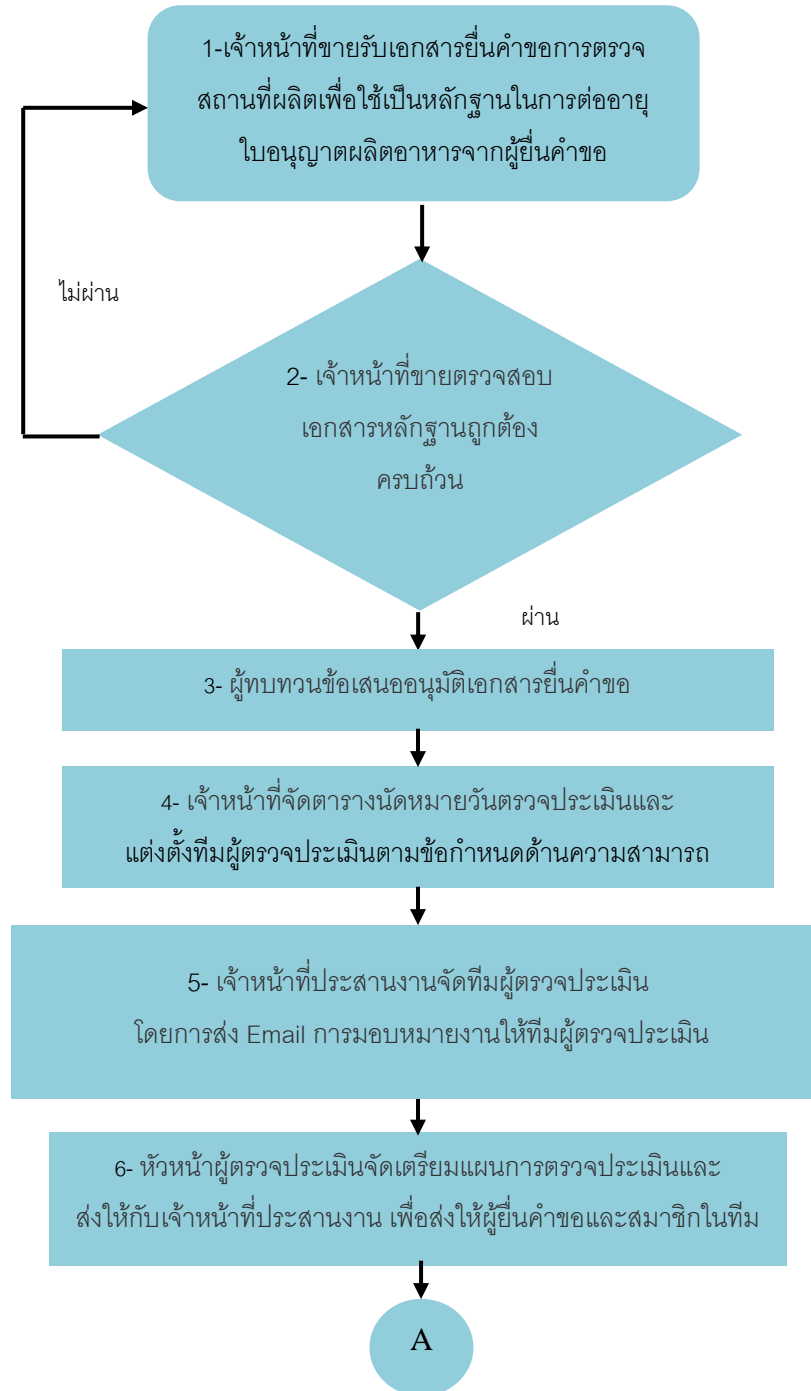 1-เจ้าหน้าที่ขายรับเอกสารยื่นคำขอการตรวจ
สถานที่ผลิตเพื่อใช้เป็นหลักฐานในการต่ออายุ
ใบอนุญาตผลิตอาหารจากผู้ยื่นคำขอ
ไม่ผ่าน
2- เจ้าหน้าที่ขายตรวจสอบ
เอกสารหลักฐานถูกต้อง
ครบถ้วน
ผ่าน
3- ผู้ทบทวนข้อเสนออนุมัติเอกสารยื่นคำขอ
4- เจ้าหน้าที่จัดตารางนัดหมายวันตรวจประเมินและ
แต่งตั้งทีมผู้ตรวจประเมินตามข้อกำหนดด้านความสามารถ
5- เจ้าหน้าที่ประสานงานจัดทีมผู้ตรวจประเมิน
โดยการส่ง Email การมอบหมายงานให้ทีมผู้ตรวจประเมิน
6- หัวหน้าผู้ตรวจประเมินจัดเตรียมแผนการตรวจประเมินและ
ส่งให้กับเจ้าหน้าที่ประสานงาน เพื่อส่งให้ผู้ยื่นคำขอและสมาชิกในทีม
A